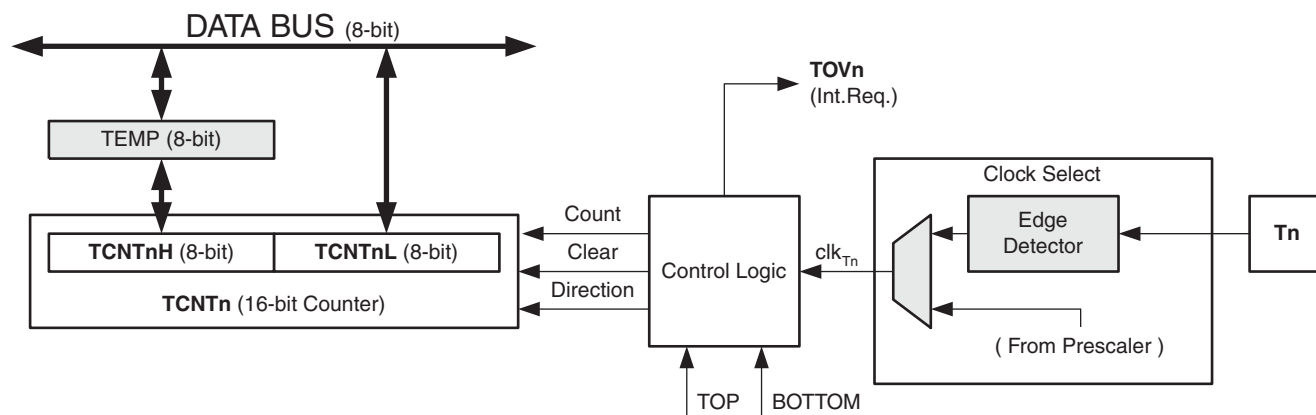 DATA BUS (8-bit)
TOVn
(Int.Req.)
TEMP (8-bit)
Clock Select
Count
Edge
Detector
Tn
TCNTnH (8-bit) TCNTnL (8-bit)
Clear
Control Logic
clkTn
TCNTn (16-bit Counter)
Direction
( From Prescaler )
TOP
BOTTOM